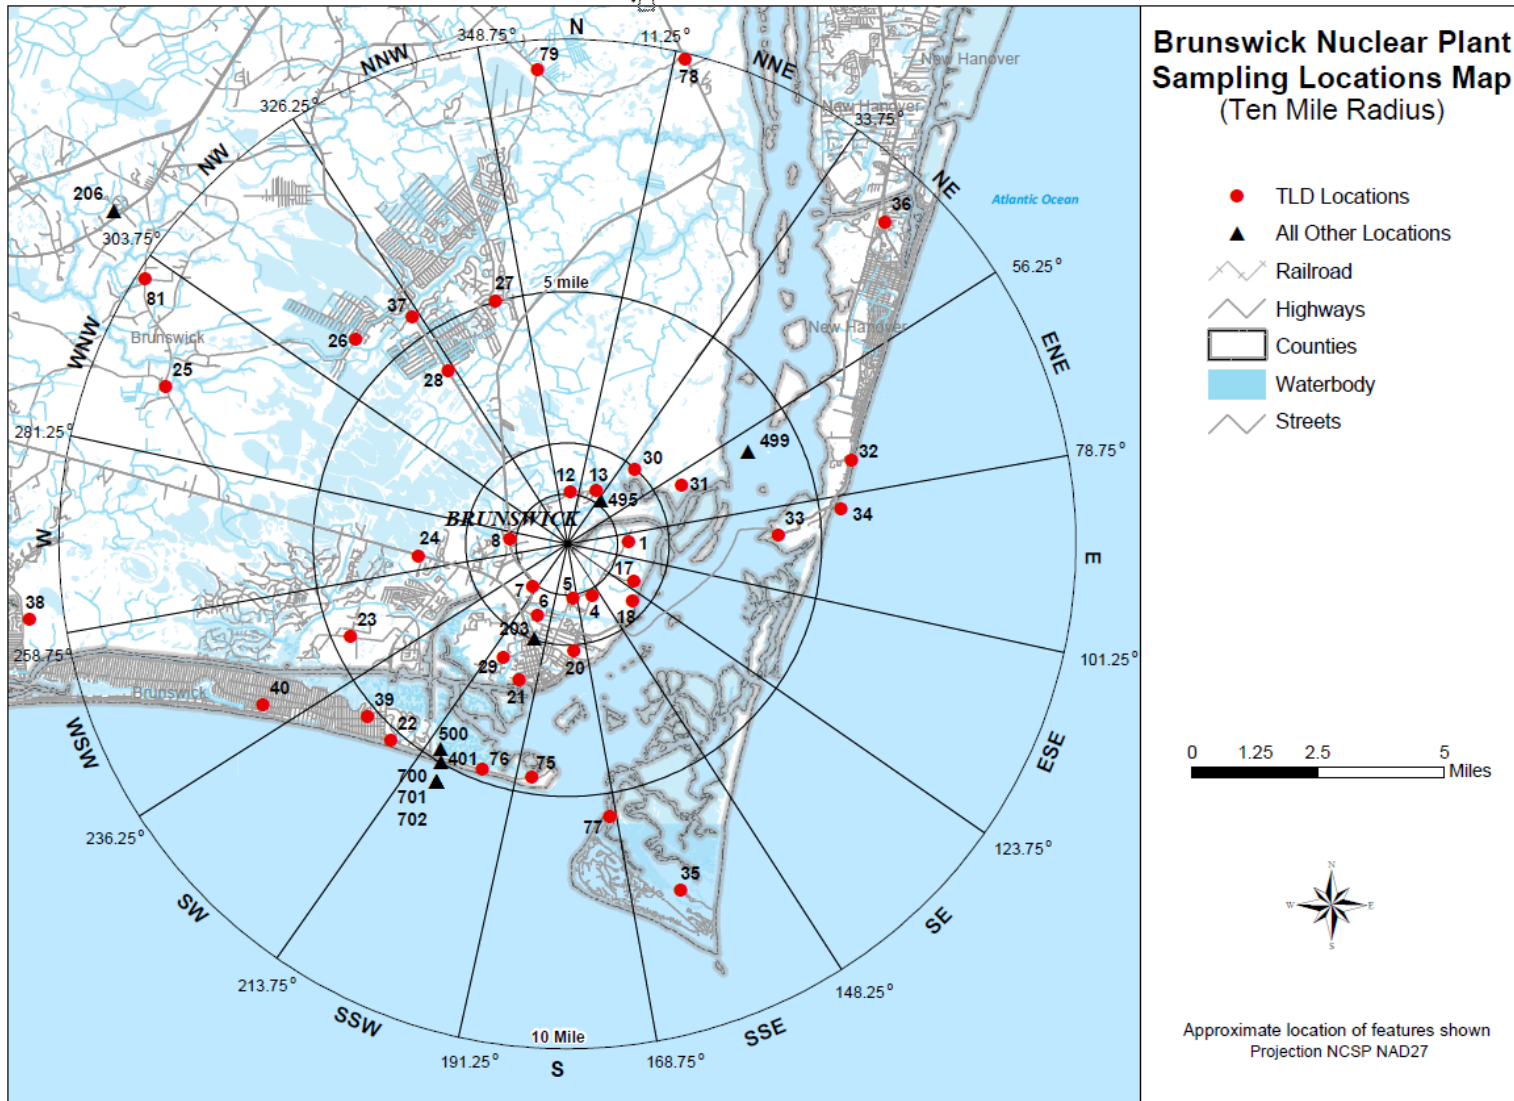 Brunswick Nuclear Plant
Sampling Locations Map
(Ten Mile Radius)
TLD Locations
All Other Locations
Railroad
Highways
Counties
Waterbody
Streets
0 1.25 2.5 5
Miles
N
W E
S
Approximate location of features shown
Projection NCSP NAD27
348.75°
N
11.25°
NNW
79
78
NNE
New Hanover
326.25°
New Hanover
33.75°
NW
NE
206
Atlantic Ocean
36
303.75°
56.25°
81
27
5 mile
37
New Hanover
Brunswick
26
WNW
ENE
25
28
281.25°
499
78.75°
32
30
12
13
31
495
34
BRUNSWICK
33
W
8
1
E
24
17
7
5
6
4
38
18
23
203
258.75°
29
20
101.25°
Brunswick
21
40
39
22
WSW
500
401
76
75
ESE
700
701
702
77
236.25°
123.75°
35
SW
SE
213.75°
148.25°
SSW
10 Mile
SSE
191.25°
S
168.75°